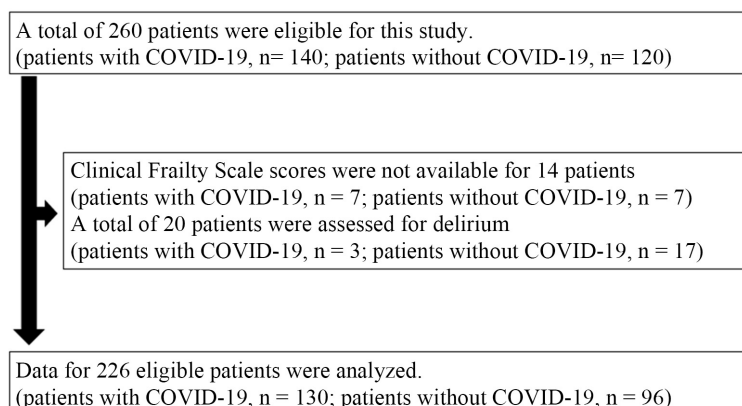 A total of 260 patients were eligible for this study.
(patients with COVID-19, n= 140; patients without COVID-19, n= 120)
Clinical Frailty Scale scores were not available for 14 patients
(patients with COVID-19, n = 7; patients without COVID-19, n = 7)
A total of 20 patients were assessed for delirium
(patients with COVID-19, n = 3; patients without COVID-19, n = 17)
Data for 226 eligible patients were analyzed.
(patients with COVID-19, n = 130; patients without COVID-19, n = 96)